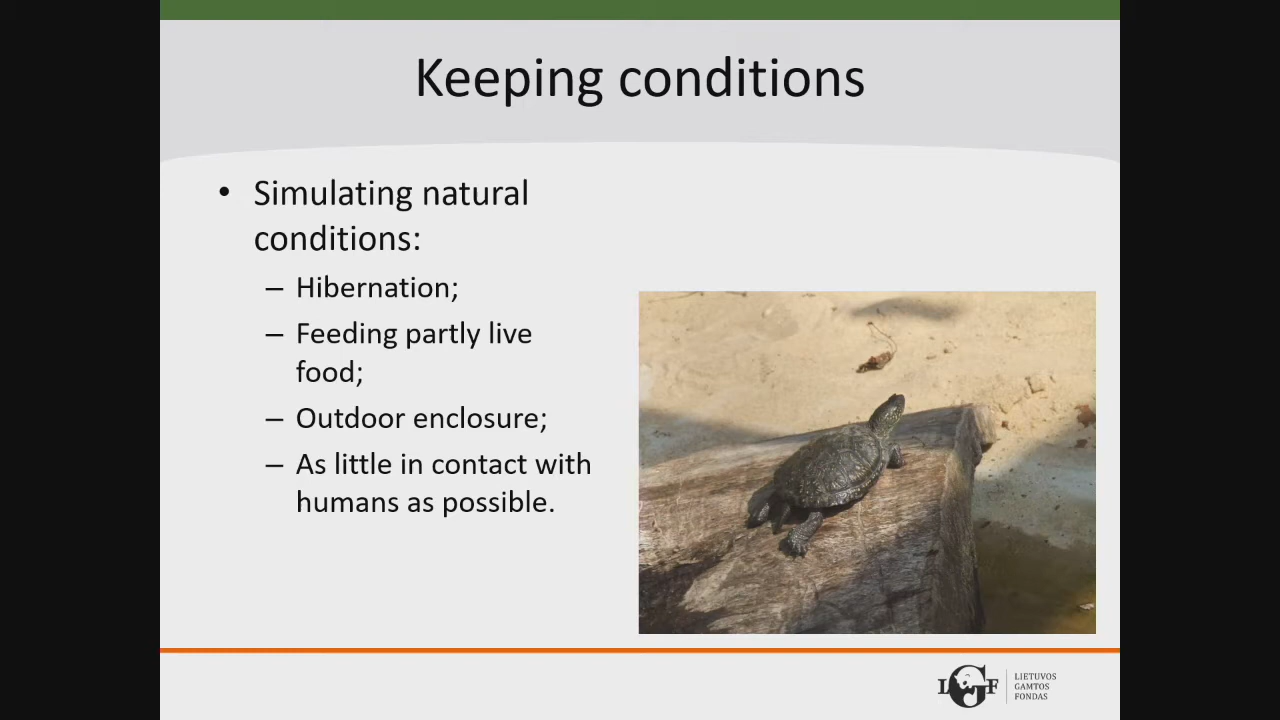 Keeping conditions
• Simulating natural
conditions:
– Hibernation;
– Feeding partly live
food;
– Outdoor enclosure;
– As little in contact with
humans as possible.
LGF
LIETUVOS
GAMTOS
FONDAS